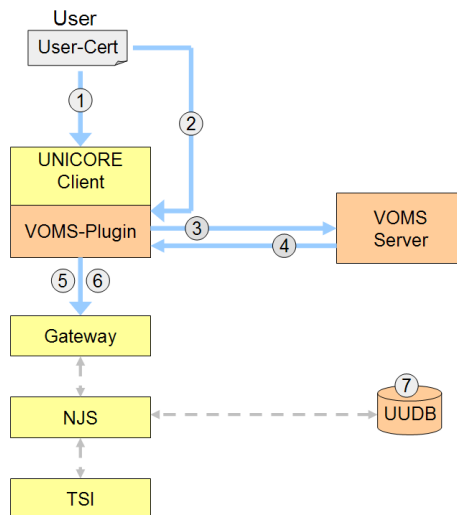 User
User-Cert
1
2
UNICORE
Client
VOMS-Plugin
3
4
VOMS
Server
5
6
Gateway
7
NJS
UUDB
TSI